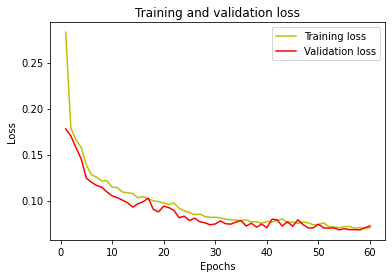 Training and validation loss
Training loss
Validation loss
0.25
0.20
0.15
0.10
Loss
0 10 20 30 40 50 60
Epochs